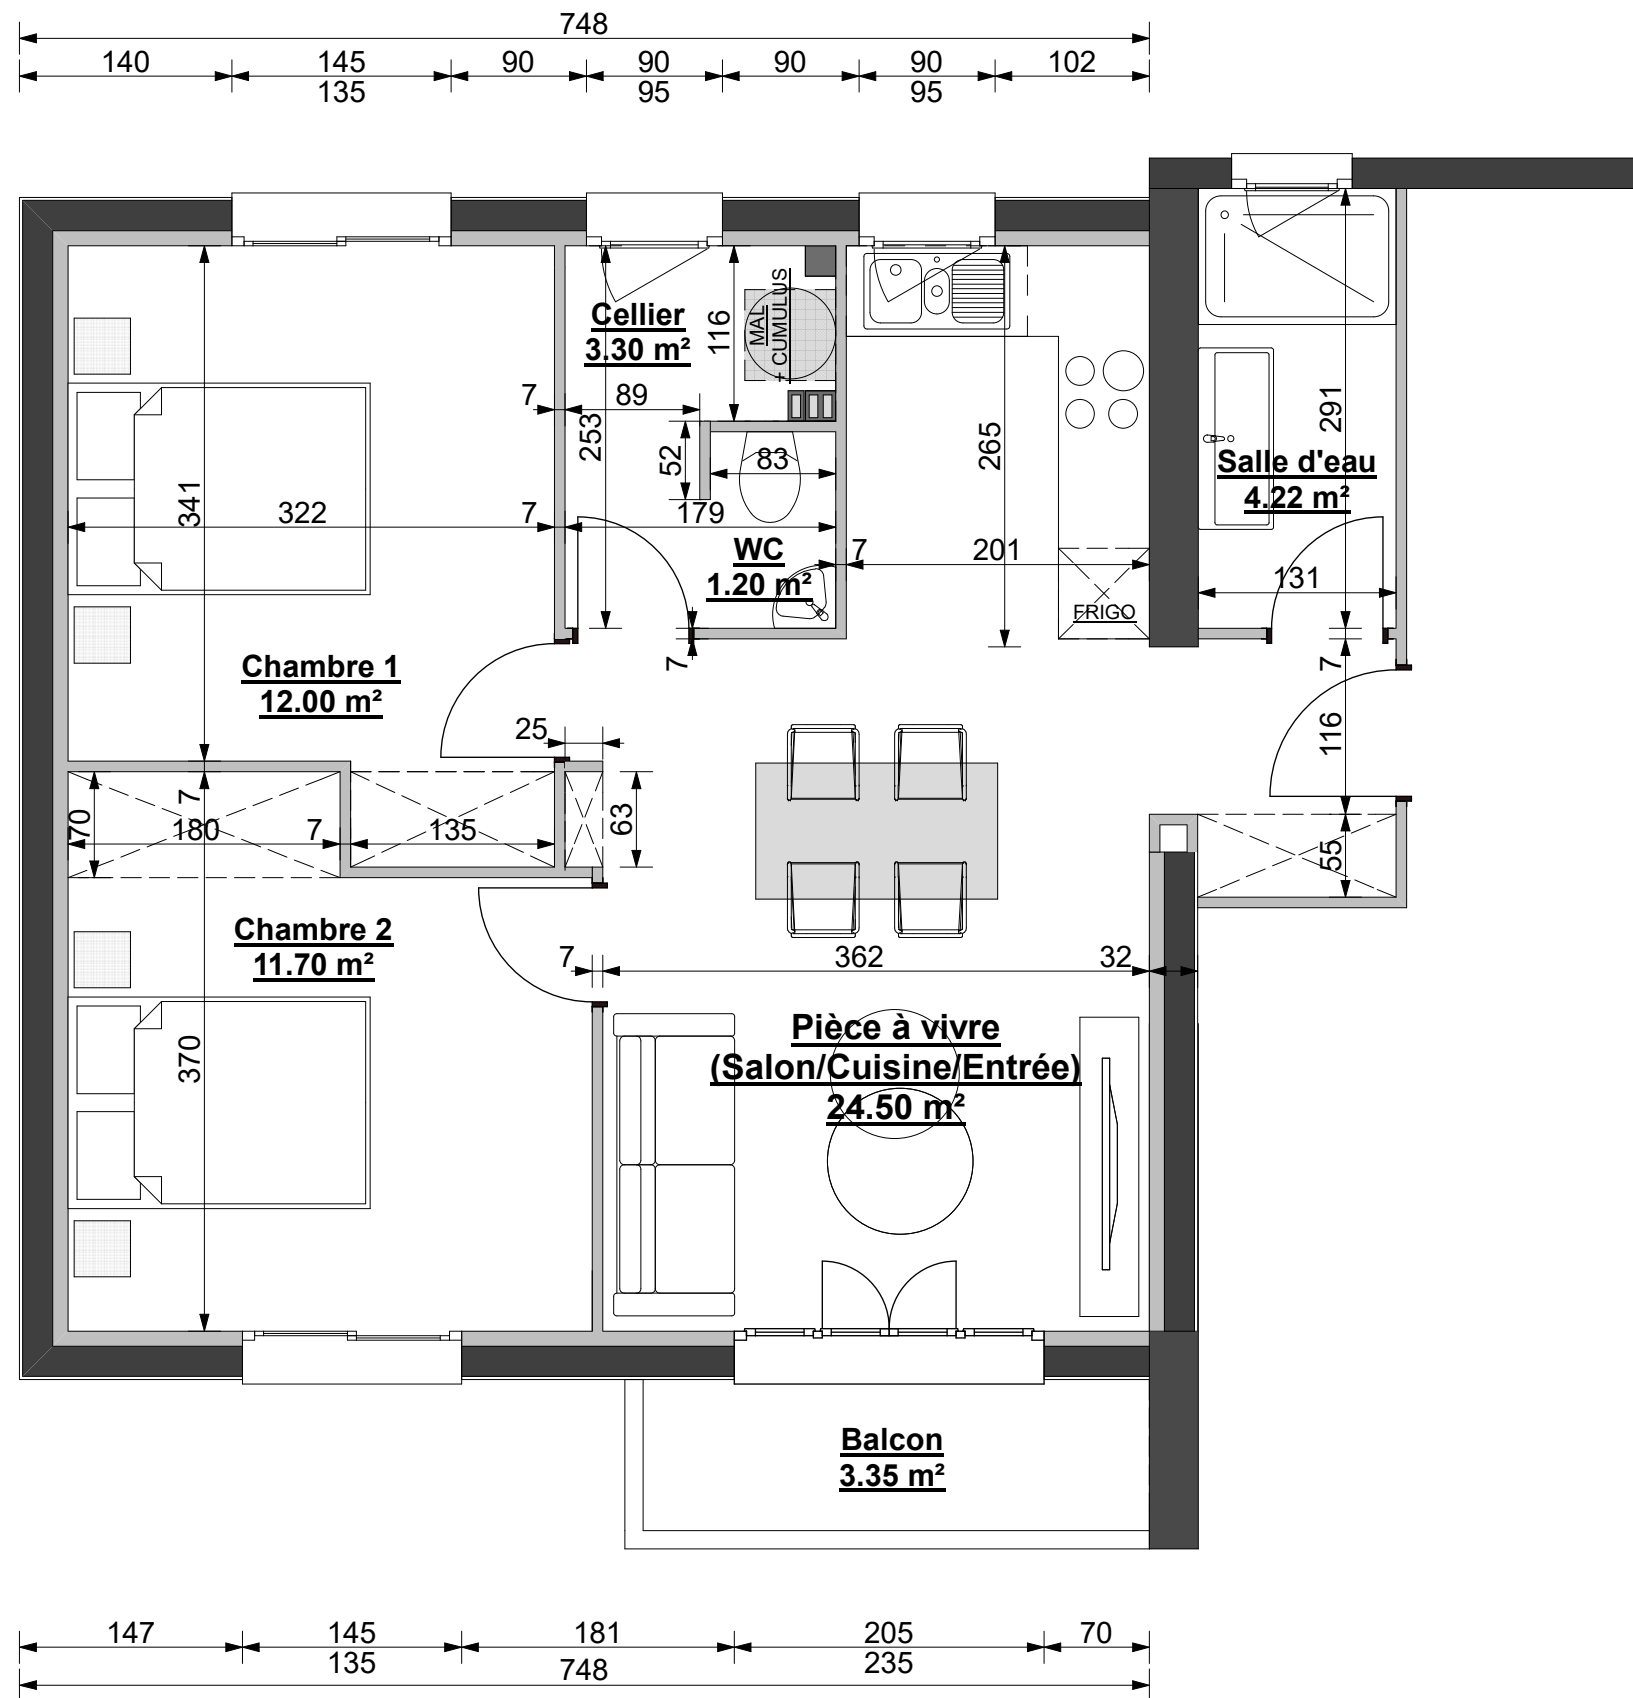 748
140 145 90 90 90 90 102
135 95 95
Cellier
3.30 m²
116
MAL
+ CUMULUS
7 89
253
52
83
265
291
Salle d'eau
4.22 m²
341
322
7
179
WC
1.20 m²
7
201
131
FRIGO
Chambre 1
12.00 m²
7
7
116
25
63
70
7
180
7
135
55
Chambre 2
11.70 m²
7
362
32
370
Pièce à vivre
(Salon/Cuisine/Entrée)
24.50 m²
Balcon
3.35 m²
147 145 181 205 70
135 235
748